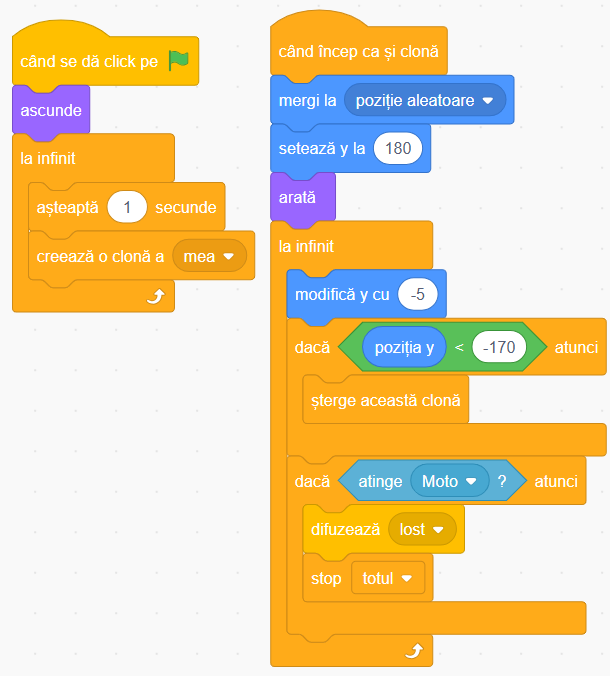 când se dă click pe
ascunde
la infinit
așteaptă 1 secunde
creează o clonă a mea
când încep ca și clonă
mergi la poziție aleatoare
setează y la 180
arată
la infinit
modifică y cu -5
dacă poziția y < -170 atunci
șterge această clonă
dacă atinge Moto ? atunci
difuzează lost
stop totul